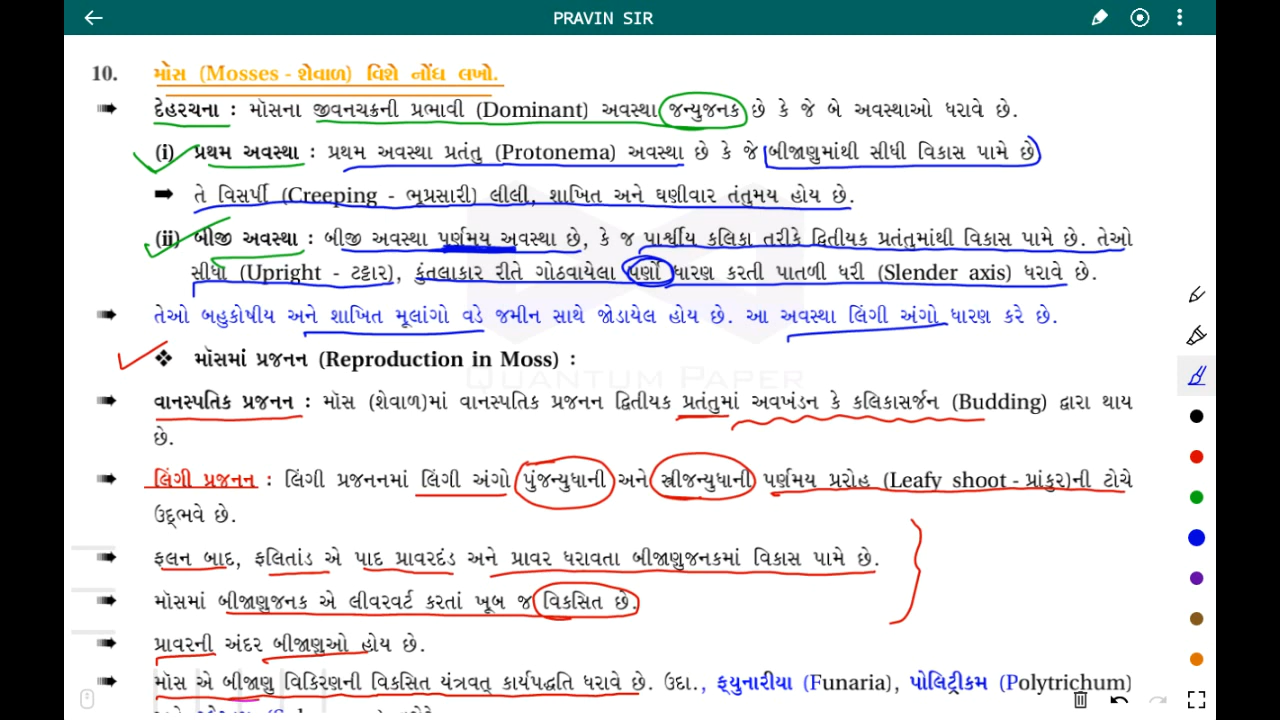 PRAVIN SIR
10. મૉસ (Mosses - શેવાળ) વિશે નોંધ લખો.
➠ દેહરચના : મૉસના જીવનચક્રની પ્રભાવી (Dominant) અવસ્થા જન્યુજનક છે કે જે બે અવસ્થાઓ ધરાવે છે.
(i) પ્રથમ અવસ્થા : પ્રથમ અવસ્થા પ્રતંતુ (Protonema) અવસ્થા છે કે જે બીજાણુમાંથી સીધી વિકાસ પામે છે
➡ તે વિસર્પી (Creeping - ભૂપ્રસારી) લીલી, શાખિત અને ઘણીવાર તંતુમય હોય છે.
(ii) બીજી અવસ્થા : બીજી અવસ્થા પર્ણમય અવસ્થા છે, કે જ પાર્શ્વીય કલિકા તરીકે દ્વિતીયક પ્રતંતુમાંથી વિકાસ પામે છે. તેઓ
સીધા (Upright - ટટ્ટાર), કુંતલાકાર રીતે ગોઠવાયેલા પર્ણો ધારણ કરતી પાતળી ધરી (Slender axis) ધરાવે છે.
➠ તેઓ બહુકોષીય અને શાખિત મૂલાંગો વડે જમીન સાથે જોડાયેલ હોય છે. આ અવસ્થા લિંગી અંગો ધારણ કરે છે.
❖ મૉસમાં પ્રજનન (Reproduction in Moss) :
QUANTUM PAPER
➠ વાનસ્પતિક પ્રજનન : મૉસ (શેવાળ)માં વાનસ્પતિક પ્રજનન દ્વિતીયક પ્રતંતુમાં અવખંડન કે કલિકાસર્જન (Budding) દ્વારા થાય
છે.
➠ લિંગી પ્રજનન : લિંગી પ્રજનનમાં લિંગી અંગો પુંજન્યુધાની અને સ્ત્રીજન્યુધાની પર્ણમય પ્રરોહ (Leafy shoot - પ્રાંકુર)ની ટોચે
ઉદ્દભવે છે.
➠ ફલન બાદ, ફલિતાંડ એ પાદ પ્રાવરદંડ અને પ્રાવર ધરાવતા બીજાણુજનકમાં વિકાસ પામે છે.
➠ મૉસમાં બીજાણુજનક એ લીવરવર્ટ કરતાં ખૂબ જ વિકસિત છે.
➠ પ્રાવરની અંદર બીજાણુઓ હોય છે.
➠ મૉસ એ બીજાણુ વિકિરણની વિકસિત યંત્રવત્ કાર્યપદ્ધતિ ધરાવે છે. ઉદા., ફ્યુનારીયા (Funaria), પોલિટ્રીકમ (Polytrichum)